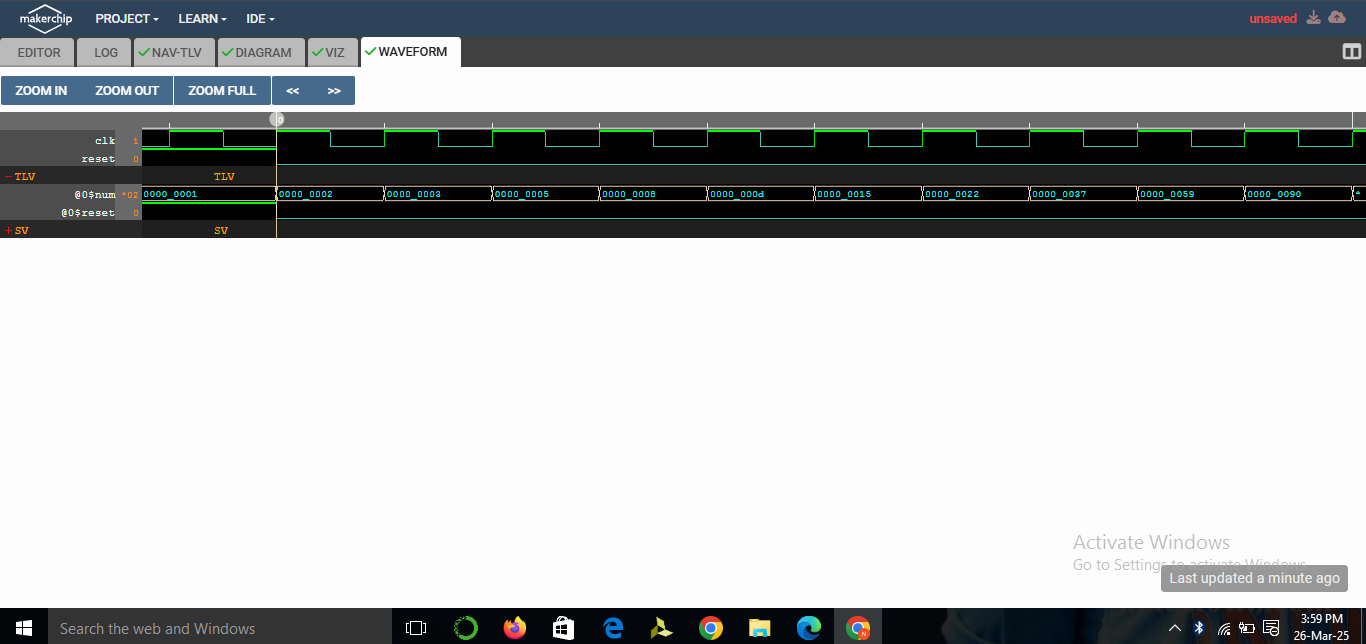 makerchip PROJECT LEARN IDE unsaved
EDITOR LOG NAV-TLV DIAGRAM VIZ WAVEFORM
ZOOM IN ZOOM OUT ZOOM FULL << >>
0
clk 1
reset 0
-TLV TLV
@0$num *02 0000_0001 0000_0002 0000_0003 0000_0005 0000_0008 0000_000d 0000_0015 0000_0022 0000_0037 0000_0059 0000_0090 *
@0$reset 0
+SV SV
Activate Windows
Go to Settings to activate Windows.
Last updated a minute ago
Search the web and Windows
3:59 PM
26-Mar-25